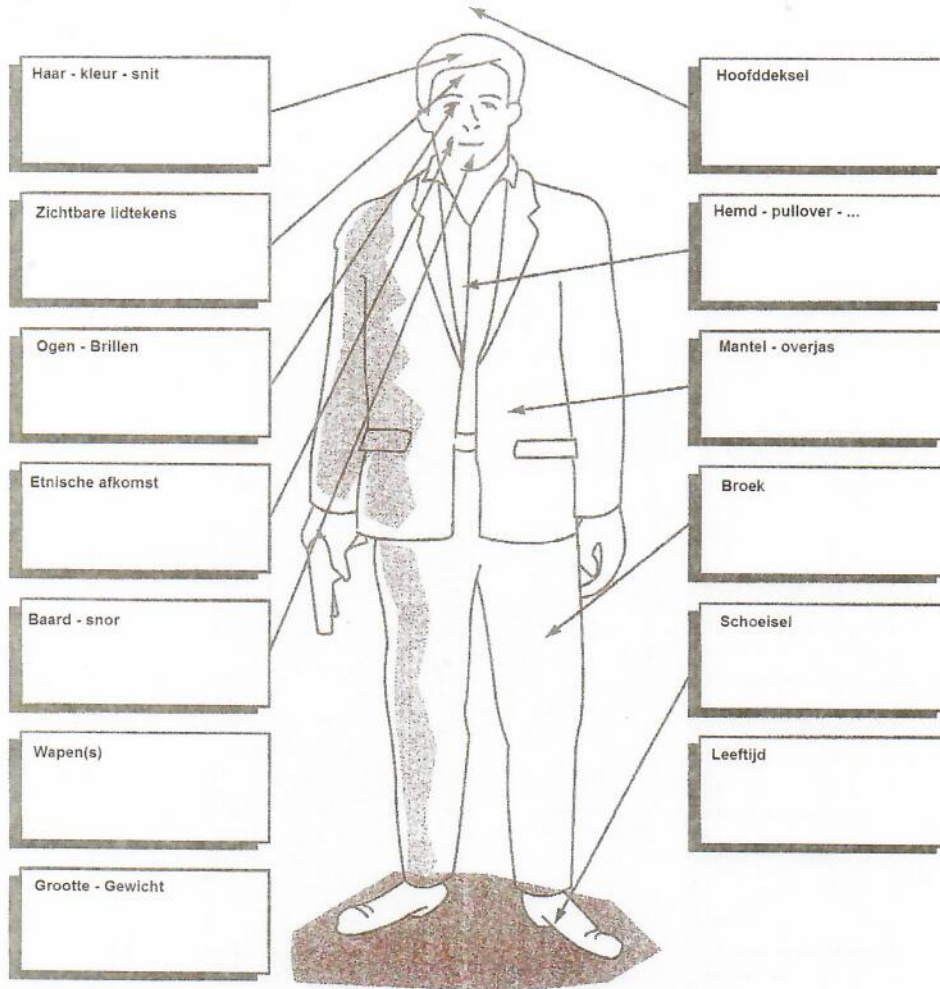 Haar - kleur - snit
Zichtbare lidtekens
Ogen - Brillen
Etnische afkomst
Baard - snor
Wapen(s)
Grootte - Gewicht
Hoofddeksel
Hemd - pullover - ...
Mantel - overjas
Broek
Schoeisel
Leeftijd